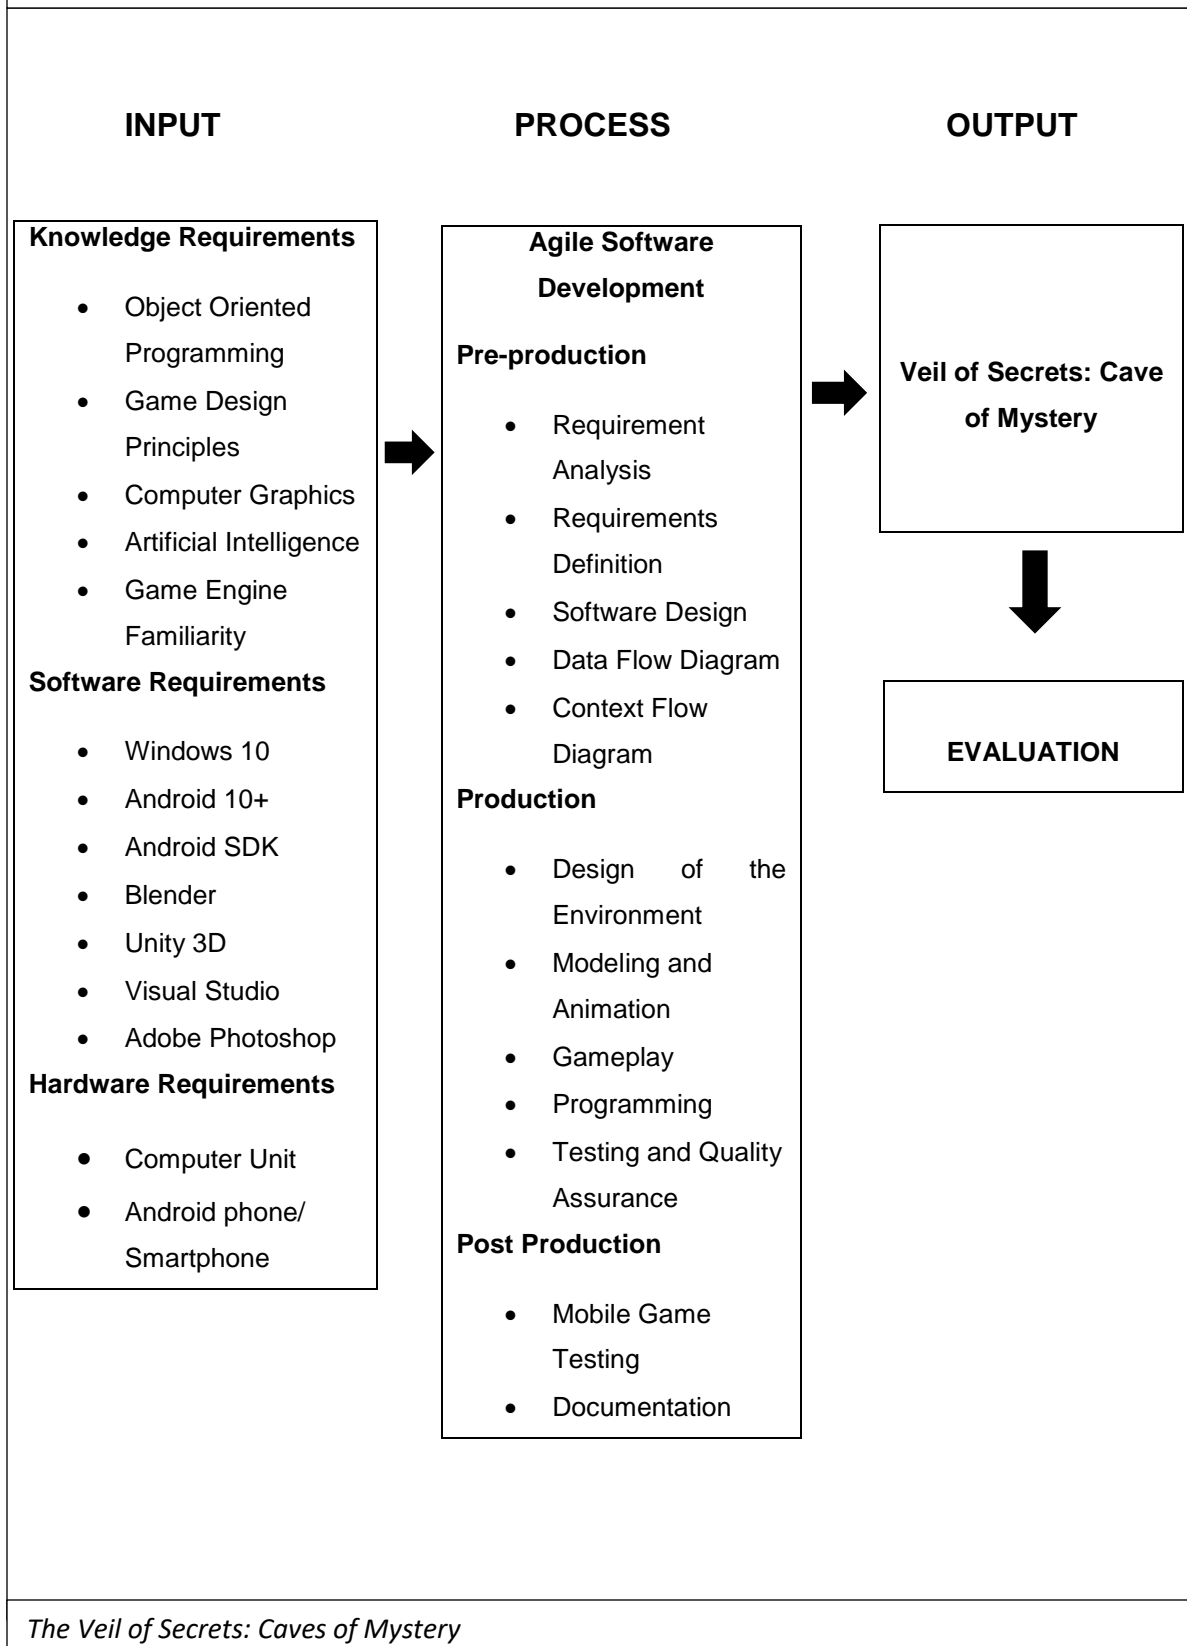 INPUT
PROCESS
OUTPUT
Knowledge Requirements
• Object Oriented
Programming
• Game Design
Principles
• Computer Graphics
• Artificial Intelligence
• Game Engine
Familiarity
Software Requirements
• Windows 10
• Android 10+
• Android SDK
• Blender
• Unity 3D
• Visual Studio
• Adobe Photoshop
Hardware Requirements
• Computer Unit
• Android phone/
Smartphone
Agile Software
Development
Pre-production
• Requirement
Analysis
• Requirements
Definition
• Software Design
• Data Flow Diagram
• Context Flow
Diagram
Production
• Design of the
Environment
• Modeling and
Animation
• Gameplay
• Programming
• Testing and Quality
Assurance
Post Production
• Mobile Game
Testing
• Documentation
Veil of Secrets: Cave
of Mystery
EVALUATION
The Veil of Secrets: Caves of Mystery